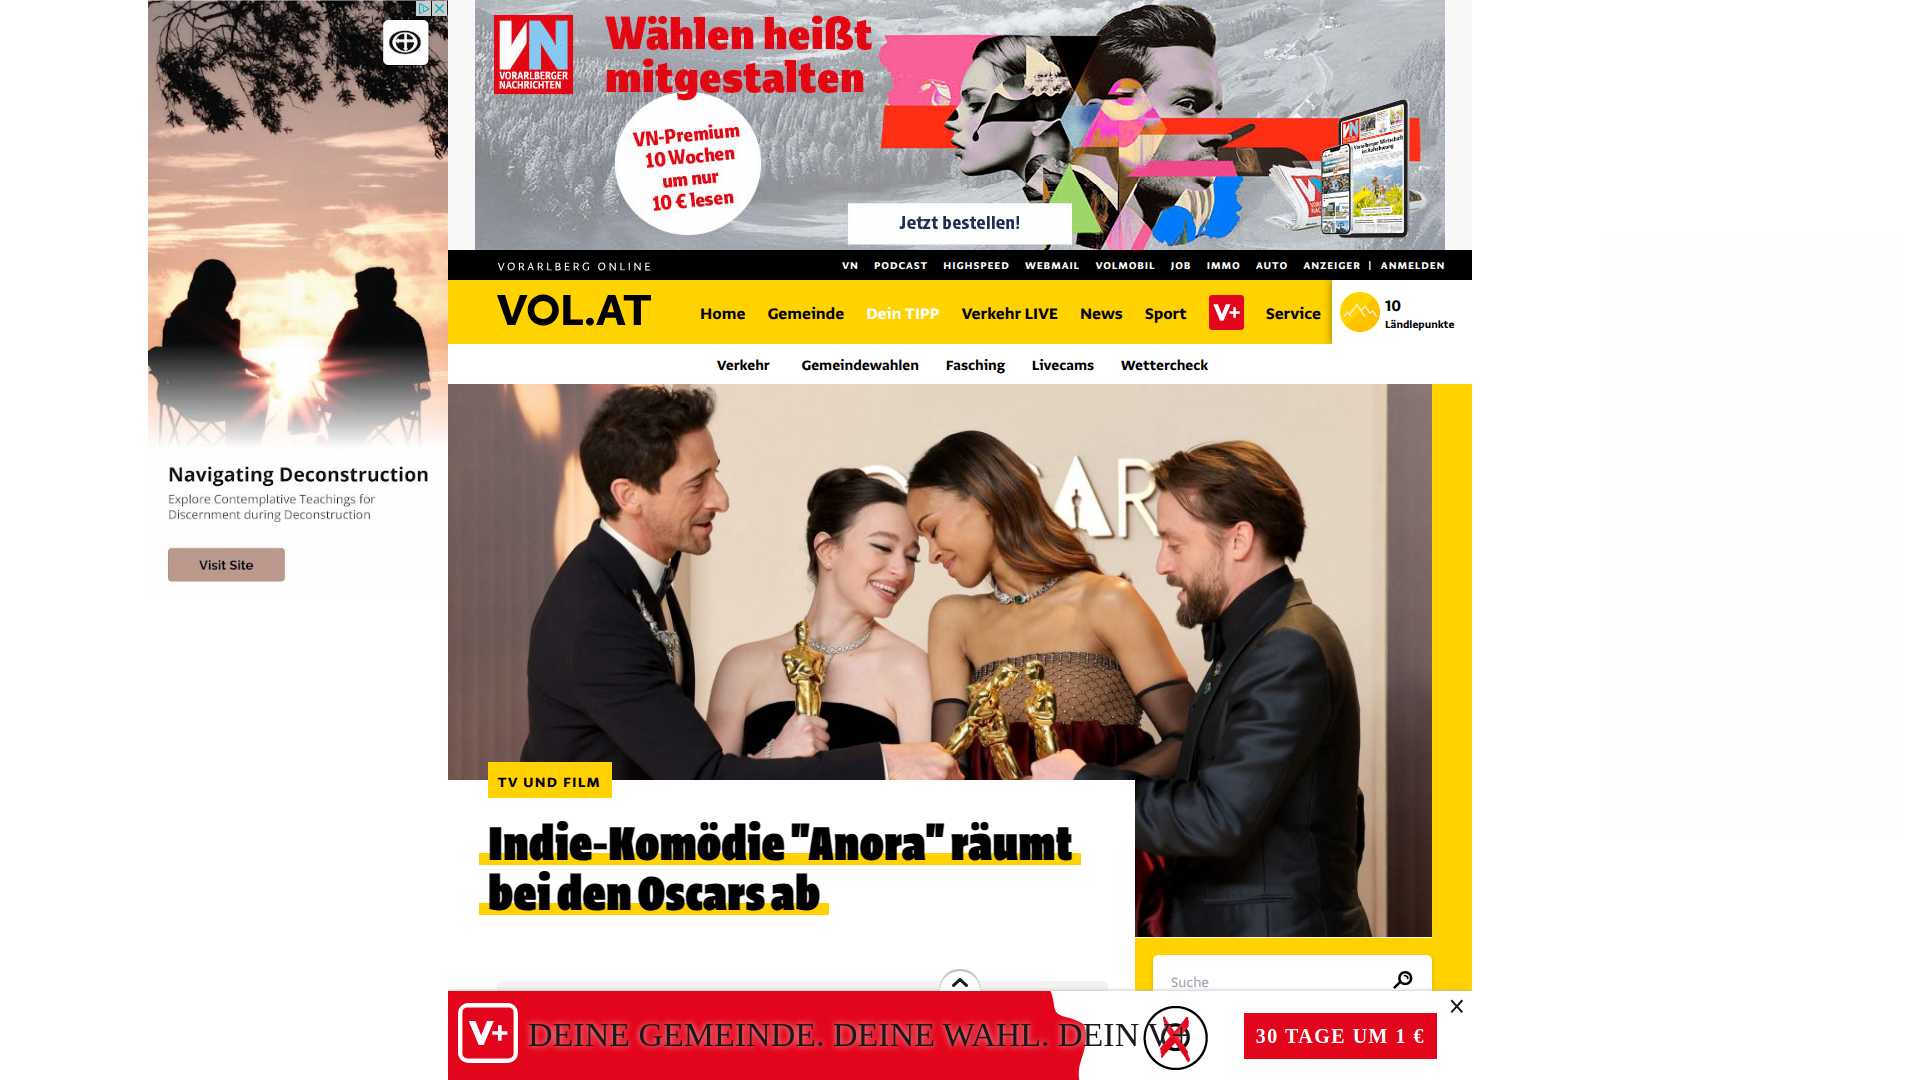 VN
VORARLBERGER
NACHRICHTEN
Wählen heißt
mitgestalten
VN-Premium
10 Wochen
um nur
10 € lesen
Jetzt bestellen!
Navigating Deconstruction
Explore Contemplative Teachings for
Discernment during Deconstruction
Visit Site
VORARLBERG ONLINE
VN PODCAST HIGHSPEED WEBMAIL VOLMOBIL JOB IMMO AUTO ANZEIGER | ANMELDEN
VOL.AT
Home Gemeinde Dein TIPP Verkehr LIVE News Sport V+ Service
10
Ländlepunkte
Verkehr Gemeindewahlen Fasching Livecams Wettercheck
TV UND FILM
Indie-Komödie "Anora" räumt
bei den Oscars ab
Suche
V+
DEINE GEMEINDE. DEINE WAHL. DEIN V+
30 TAGE UM 1 €